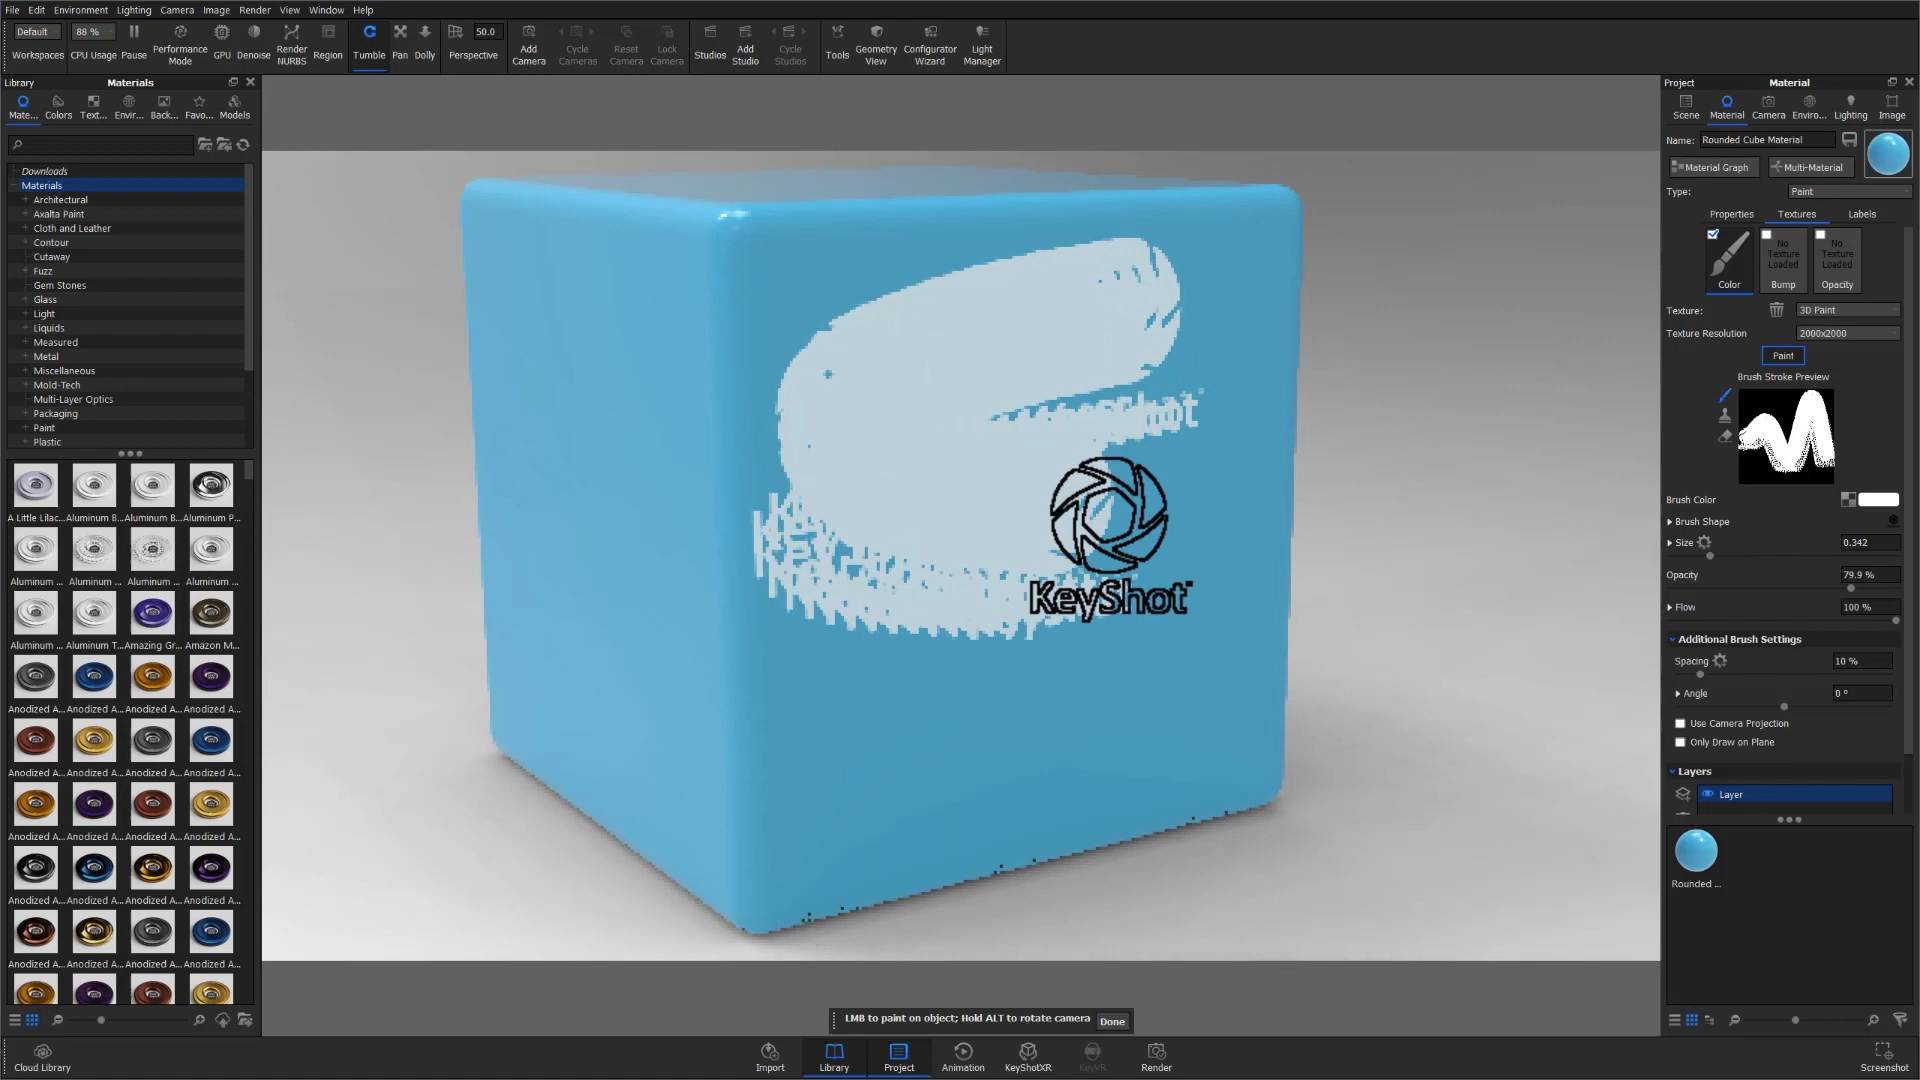 File Edit Environment Lighting Camera Image Render View Window Help
Default 88 % 50.0
Workspaces CPU Usage Pause Performance Mode GPU Denoise Render NURBS Region Tumble Pan Dolly Perspective Add Camera Cycle Cameras Reset Camera Lock Camera Studios Add Studio Cycle Studios Tools Geometry View Configurator Wizard Light Manager
Library Materials
Mate... Colors Text... Envir... Back... Favo... Models
Downloads
Materials
Architectural
Axalta Paint
Cloth and Leather
Contour
Cutaway
Fuzz
Gem Stones
Glass
Light
Liquids
Measured
Metal
Miscellaneous
Mold-Tech
Multi-Layer Optics
Packaging
Paint
Plastic
A Little Lilac... Aluminum B... Aluminum B... Aluminum P...
Aluminum ... Aluminum ... Aluminum ... Aluminum ...
Aluminum ... Aluminum T... Amazing Gr... Amazon M...
Anodized A... Anodized A... Anodized A... Anodized A...
Anodized A... Anodized A... Anodized A... Anodized A...
Anodized A... Anodized A... Anodized A... Anodized A...
Anodized A... Anodized A... Anodized A... Anodized A...
Anodized A... Anodized A... Anodized A... Anodized A...
KeyShot
LMB to paint on object; Hold ALT to rotate camera Done
Project Material
Scene Material Camera Enviro... Lighting Image
Name: Rounded Cube Material
Material Graph Multi-Material
Type: Paint
Properties Textures Labels
No Texture Loaded No Texture Loaded
Color Bump Opacity
Texture: 3D Paint
Texture Resolution 2000x2000
Paint
Brush Stroke Preview
Brush Color
Brush Shape
Size 0.342
Opacity 79.9 %
Flow 100 %
Additional Brush Settings
Spacing 10 %
Angle 0 °
Use Camera Projection
Only Draw on Plane
Layers
Layer
Rounded ...
Cloud Library Import Library Project Animation KeyShotXR KeyVR Render Screenshot